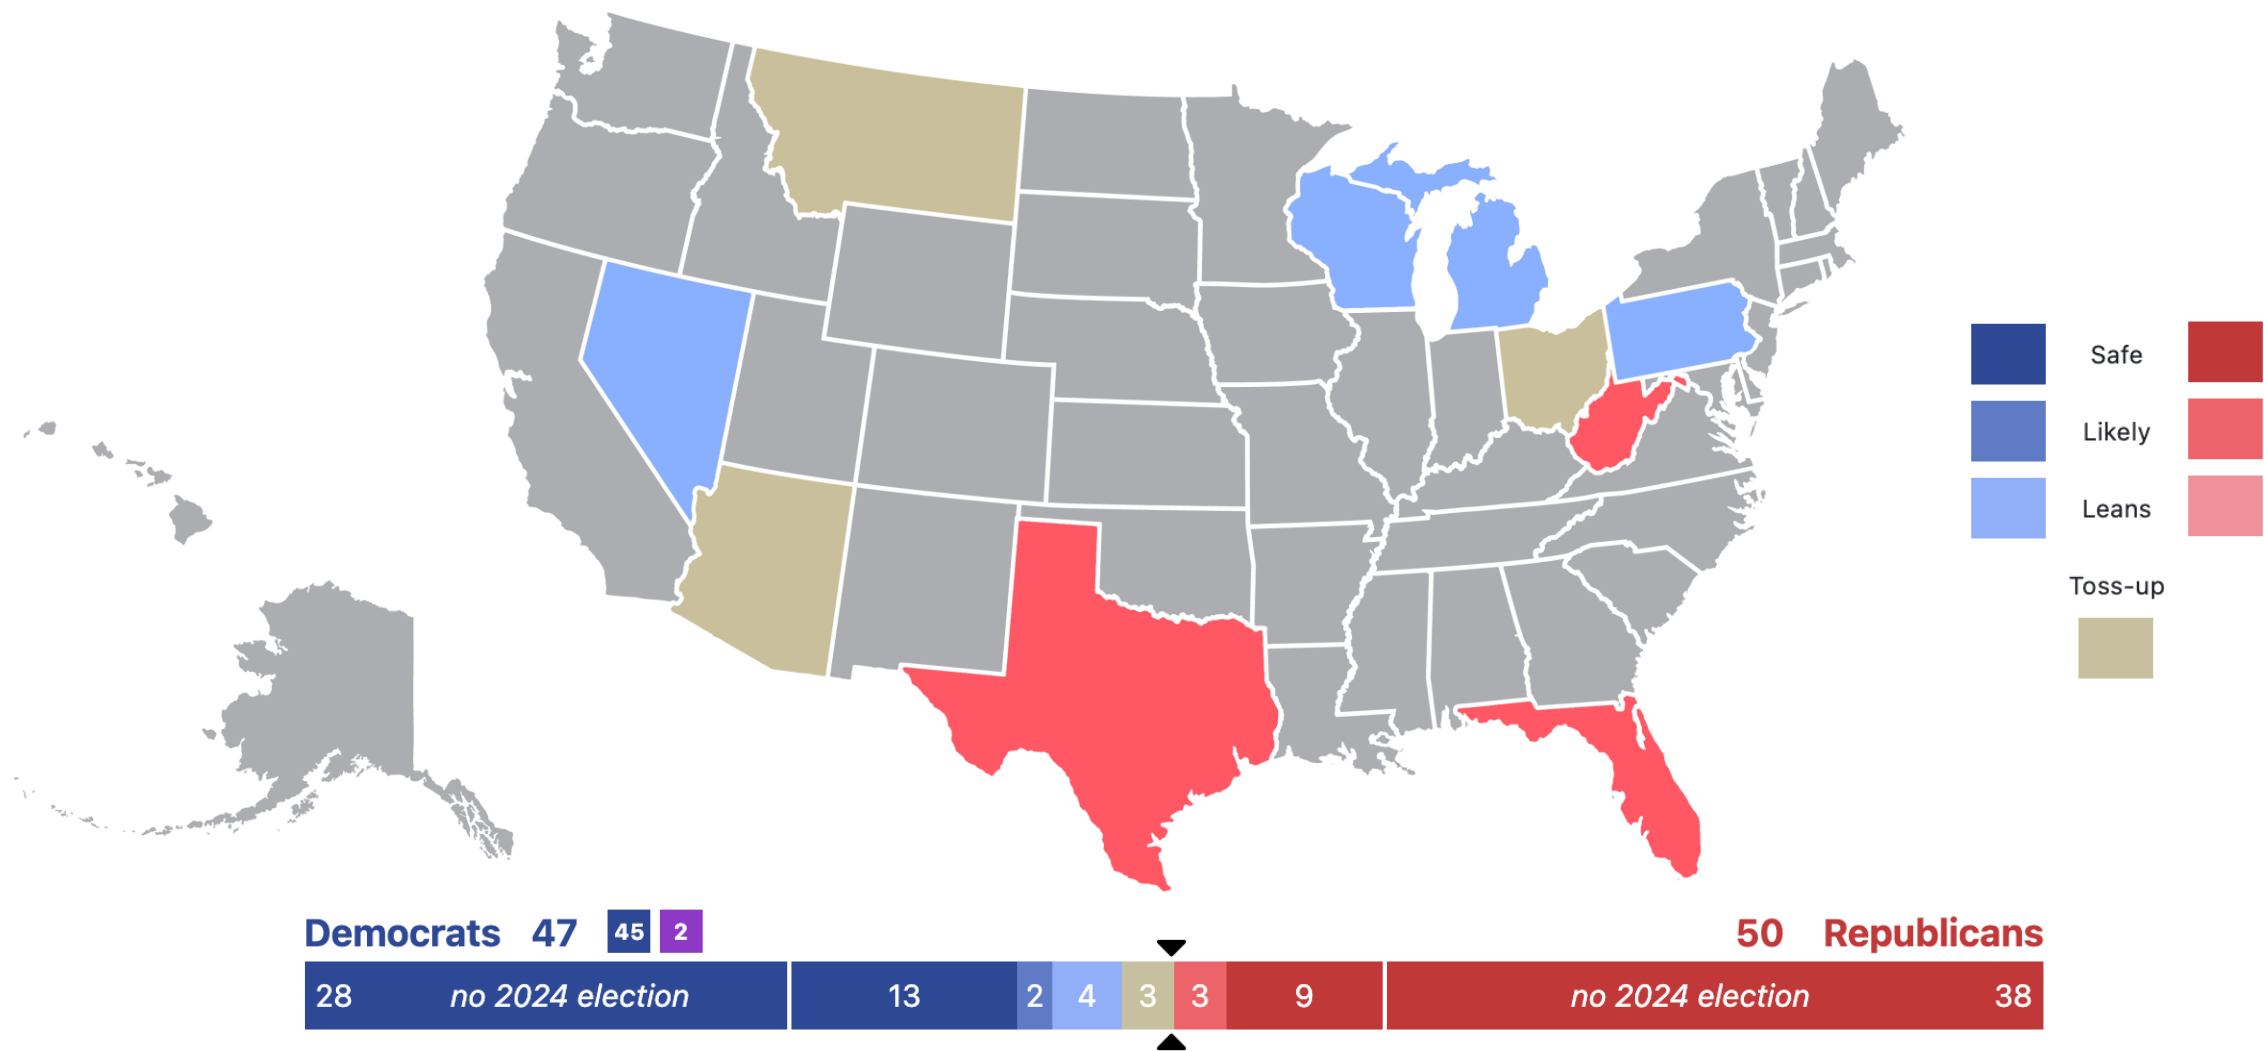 Safe
Likely
Leans
Toss-up
Democrats 47 45 2 50 Republicans
28 no 2024 election 13 2 4 3 3 9 no 2024 election 38